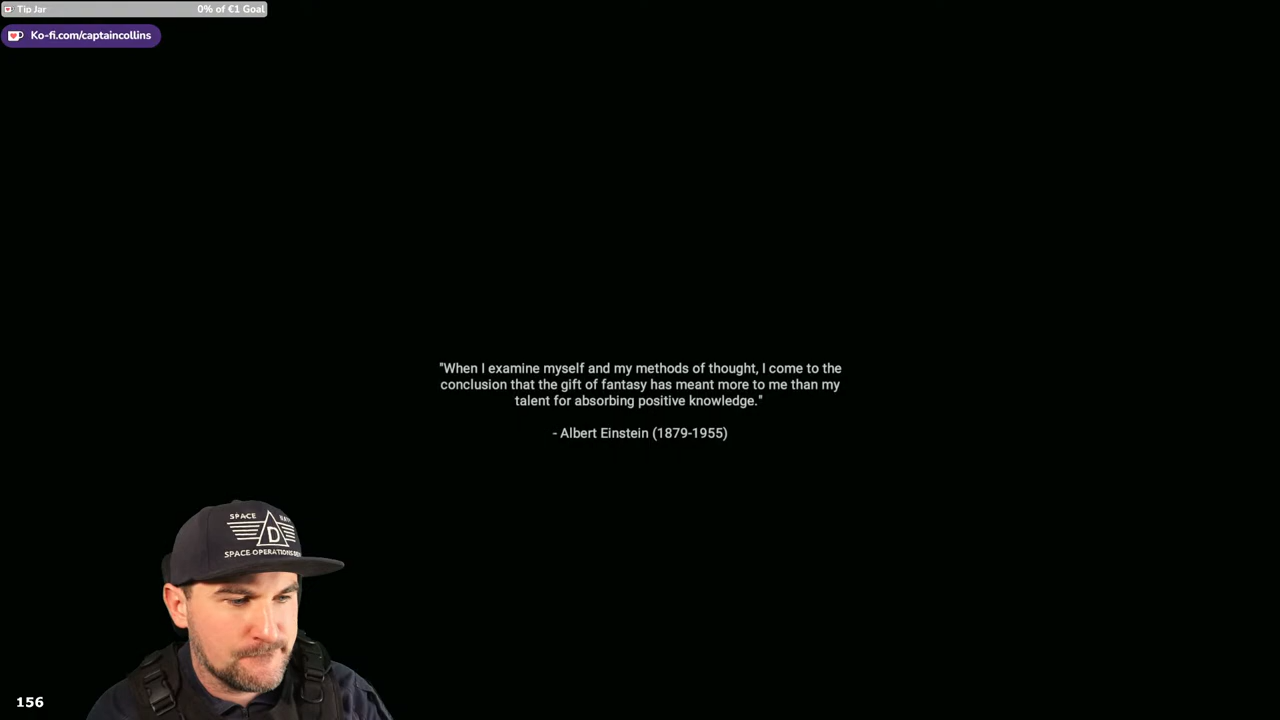 Tip Jar 0% of €1 Goal
Ko-fi.com/captaincollins
"When I examine myself and my methods of thought, I come to the
conclusion that the gift of fantasy has meant more to me than my
talent for absorbing positive knowledge."
- Albert Einstein (1879-1955)
SPACE
D
SPACE OPERATIONS
156